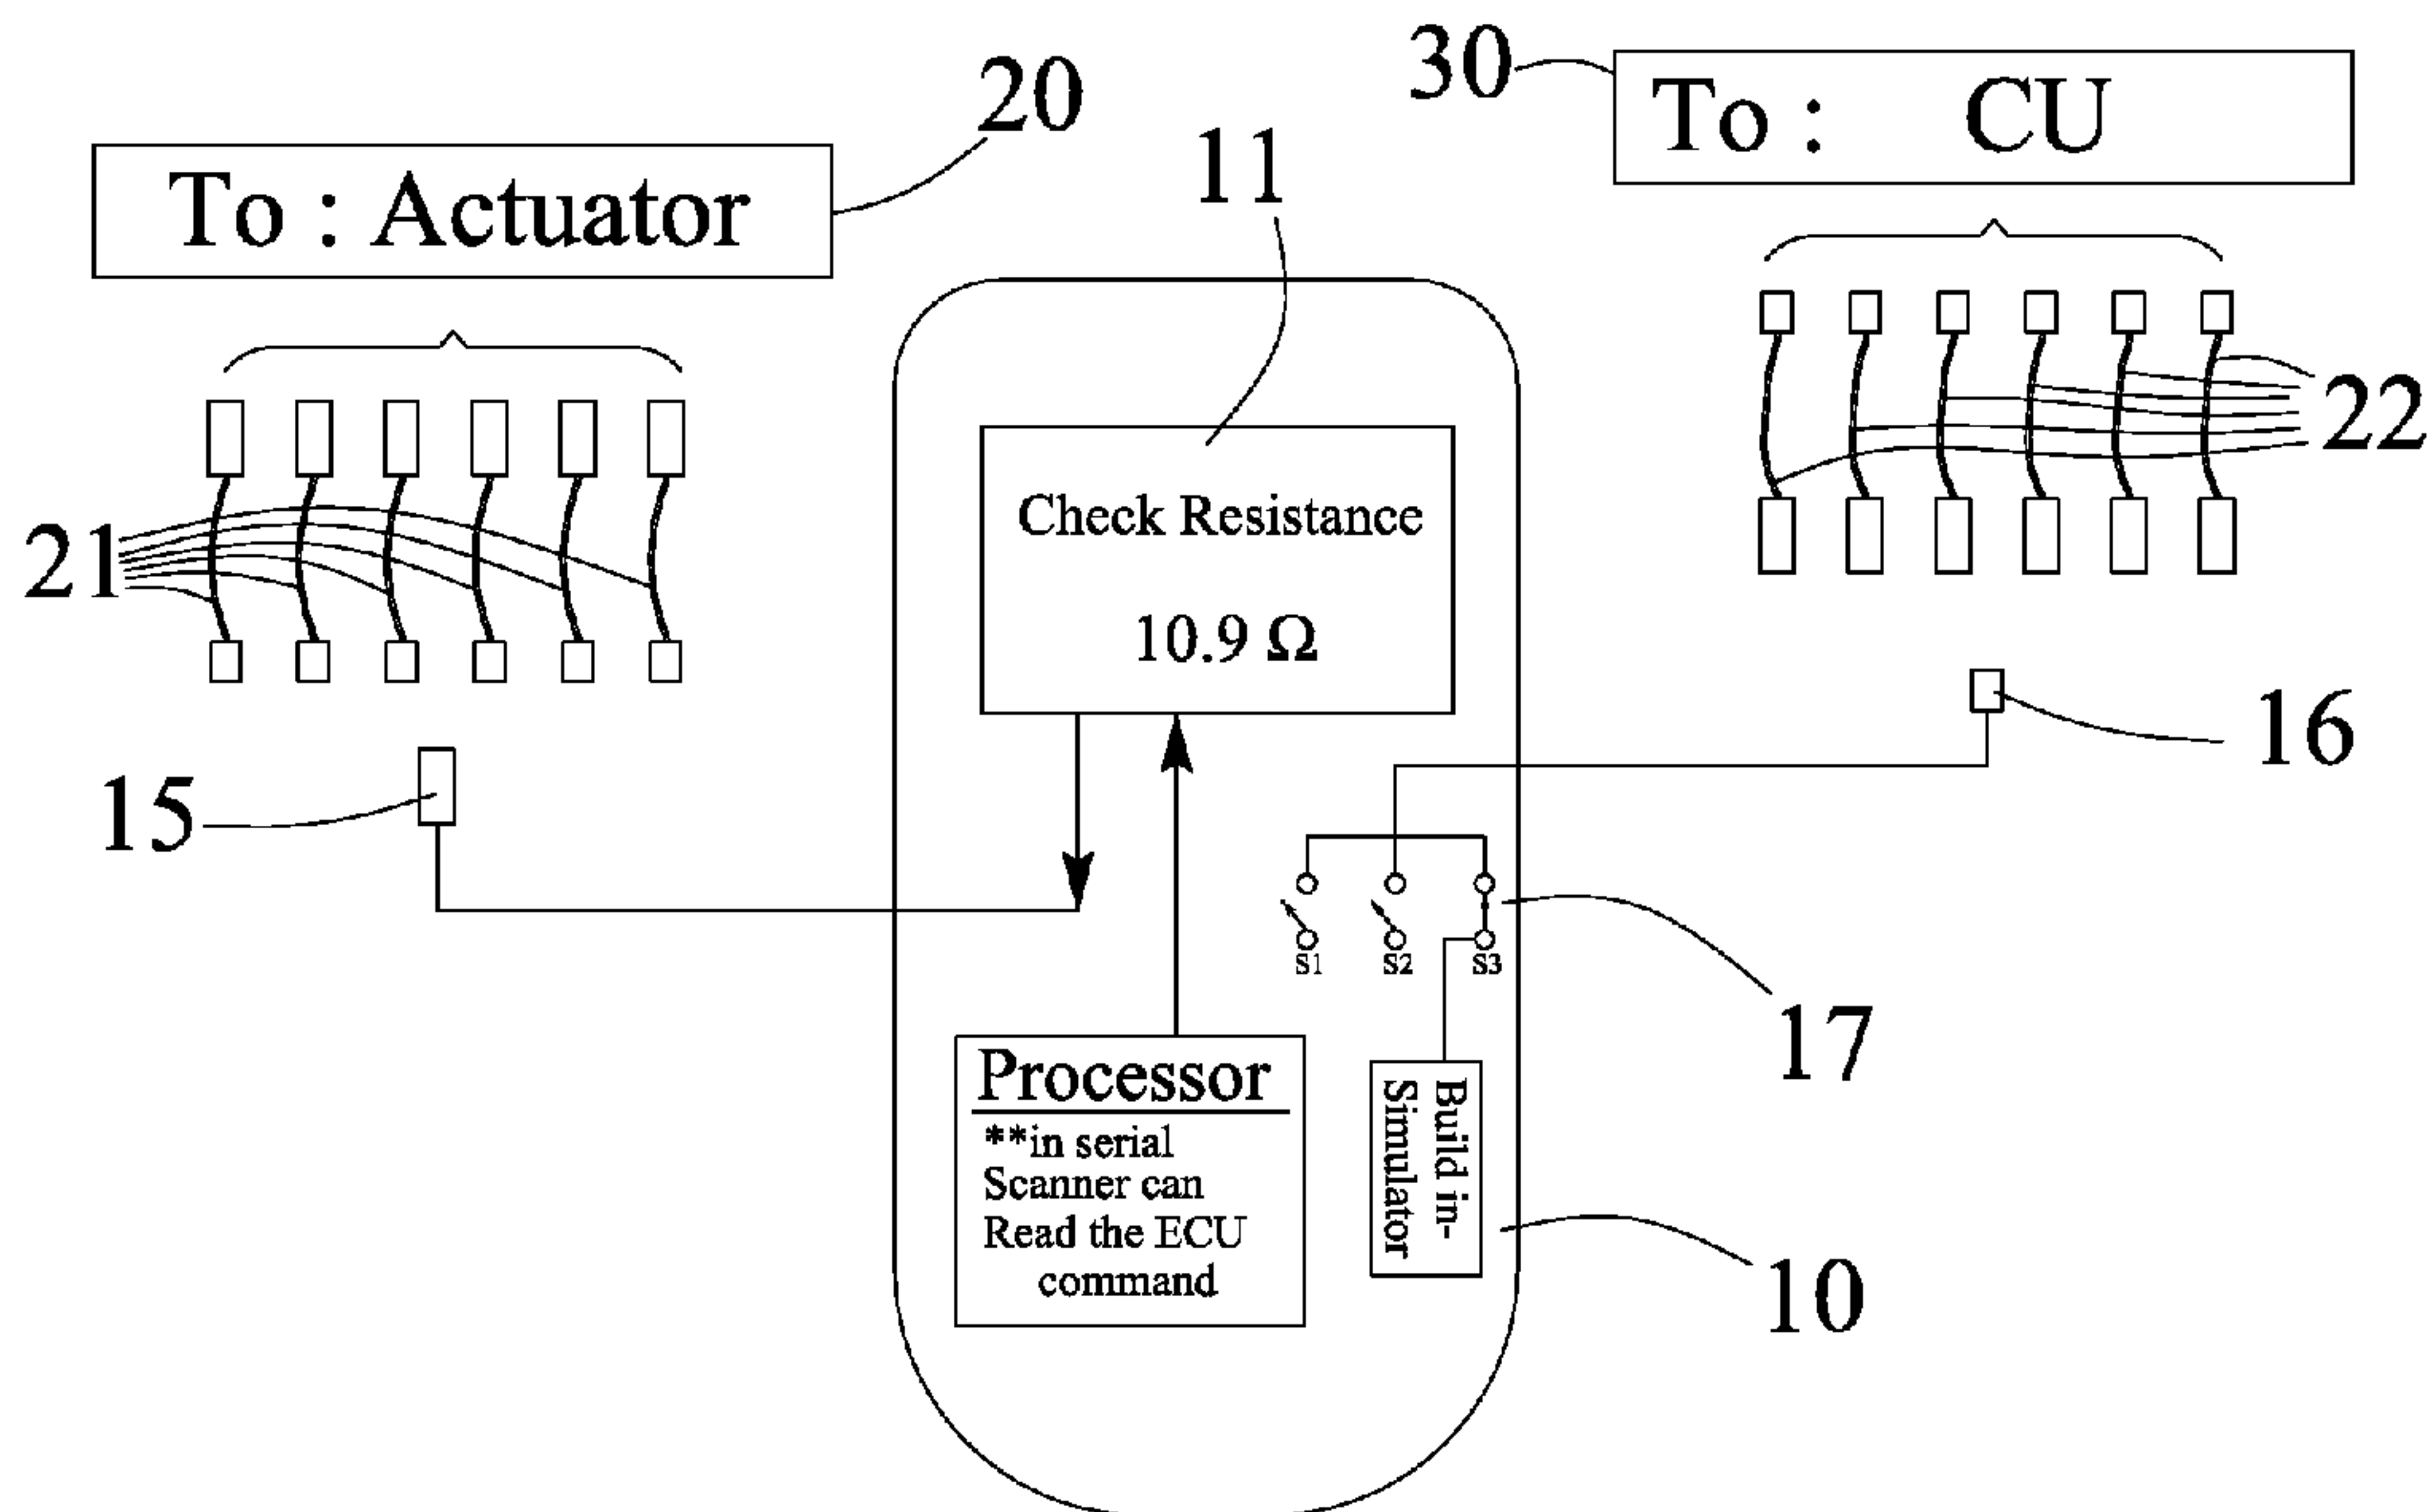 30
To : CU
20
11
To : Actuator
22
Check Resistance
10.9 Ω
21
16
15
S1 S2 S3
17
Processor
**in serial
Scanner can
Read the ECU
command
Build in-
Simulator
10